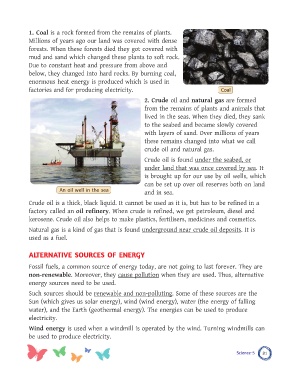 1. Coal is a rock formed from the remains of plants.
Millions of years ago our land was covered with dense
forests. When these forests died they got covered with
mud and sand which changed these plants to soft rock.
Due to constant heat and pressure from above and
below, they changed into hard rocks. By burning coal,
enormous heat energy is produced which is used in
factories and for producing electricity.
Coal
2. Crude oil and natural gas are formed
from the remains of plants and animals that
lived in the seas. When they died, they sank
to the seabed and became slowly covered
with layers of sand. Over millions of years
these remains changed into what we call
crude oil and natural gas.
Crude oil is found under the seabed, or
under land that was once covered by sea. It
is brought up for our use by oil wells, which
can be set up over oil reserves both on land
and in sea.
An oil well in the sea
Crude oil is a thick, black liquid. It cannot be used as it is, but has to be refined in a
factory called an oil refinery. When crude is refined, we get petroleum, diesel and
kerosene. Crude oil also helps to make plastics, fertilisers, medicines and cosmetics.
Natural gas is a kind of gas that is found underground near crude oil deposits. It is
used as a fuel.
ALTERNATIVE SOURCES OF ENERGY
Fossil fuels, a common source of energy today, are not going to last forever. They are
non-renewable. Moreover, they cause pollution when they are used. Thus, alternative
energy sources need to be used.
Such sources should be renewable and non-polluting. Some of these sources are the
Sun (which gives us solar energy), wind (wind energy), water (the energy of falling
water), and the Earth (geothermal energy). The energies can be used to produce
electricity.
Wind energy is used when a windmill is operated by the wind. Turning windmills can
be used to produce electricity.
Science-5